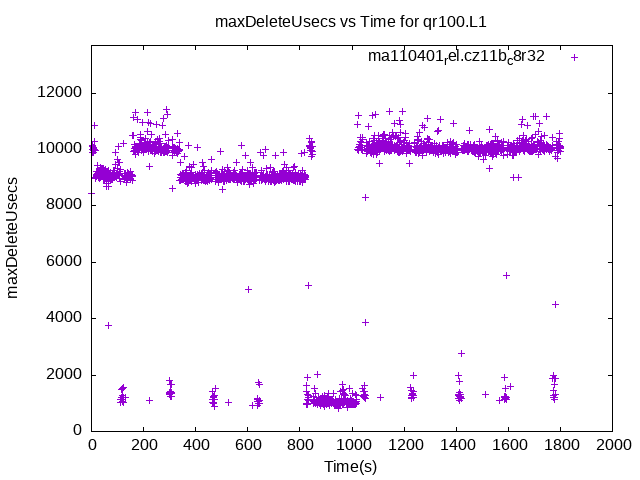 maxDeleteUsecs vs Time for qr100.L1
ma110401_rel.cz11b_c8r32
12000
10000
8000
6000
4000
2000
0
maxDeleteUsecs
0 200 400 600 800 1000 1200 1400 1600 1800 2000
Time(s)